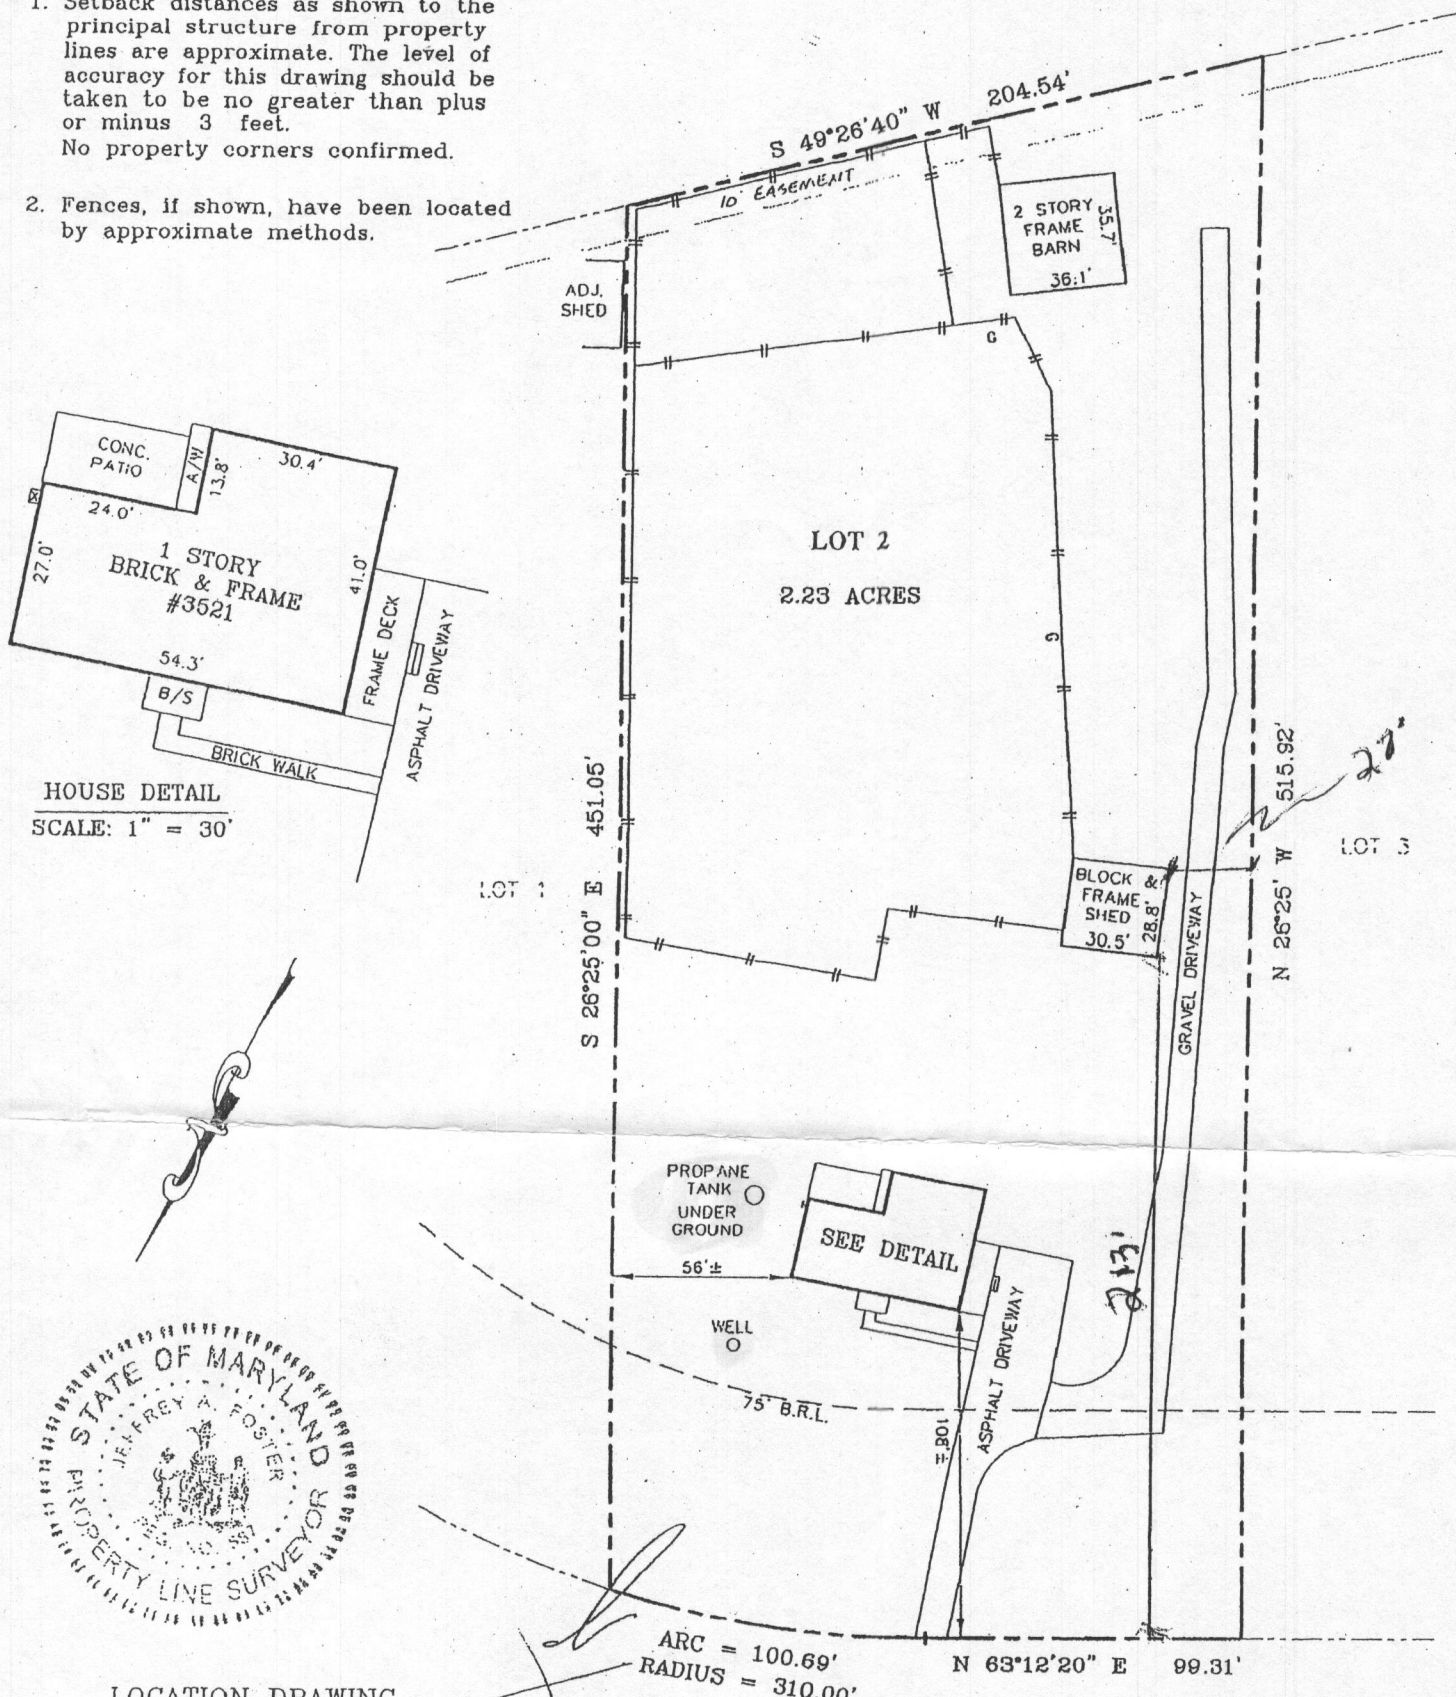 1. Setback distances as shown to the
principal structure from property
lines are approximate. The level of
accuracy for this drawing should be
taken to be no greater than plus
or minus 3 feet.
No property corners confirmed.
2. Fences, if shown, have been located
by approximate methods.
S 49°26'40" W 204.54'
10' EASEMENT
2 STORY
FRAME
BARN
35.7'
36.1'
ADJ.
SHED
G
CONC.
PATIO
A/W
13.8'
30.4'
24.0'
27.0'
1 STORY
BRICK & FRAME
#3521
41.0'
54.3'
B/S
FRAME DECK
ASPHALT DRIVEWAY
BRICK WALK
HOUSE DETAIL
SCALE: 1" = 30'
LOT 2
2.23 ACRES
G
S 26°25'00" E 451.05'
LOT 1
N 26°25' W 515.92'
27'
LOT 3
BLOCK &
FRAME
SHED
28.8'
30.5'
GRAVEL DRIVEWAY
PROPANE
TANK
UNDER
GROUND
SEE DETAIL
56'±
WELL
213'
ASPHALT DRIVEWAY
75' B.R.L.
108'±
STATE OF MARYLAND
JEFFREY A. FOSTER
PROPERTY LINE SURVEYOR
ARC = 100.69'
RADIUS = 310.00'
N 63°12'20" E 99.31'
LOCATION DRAWING